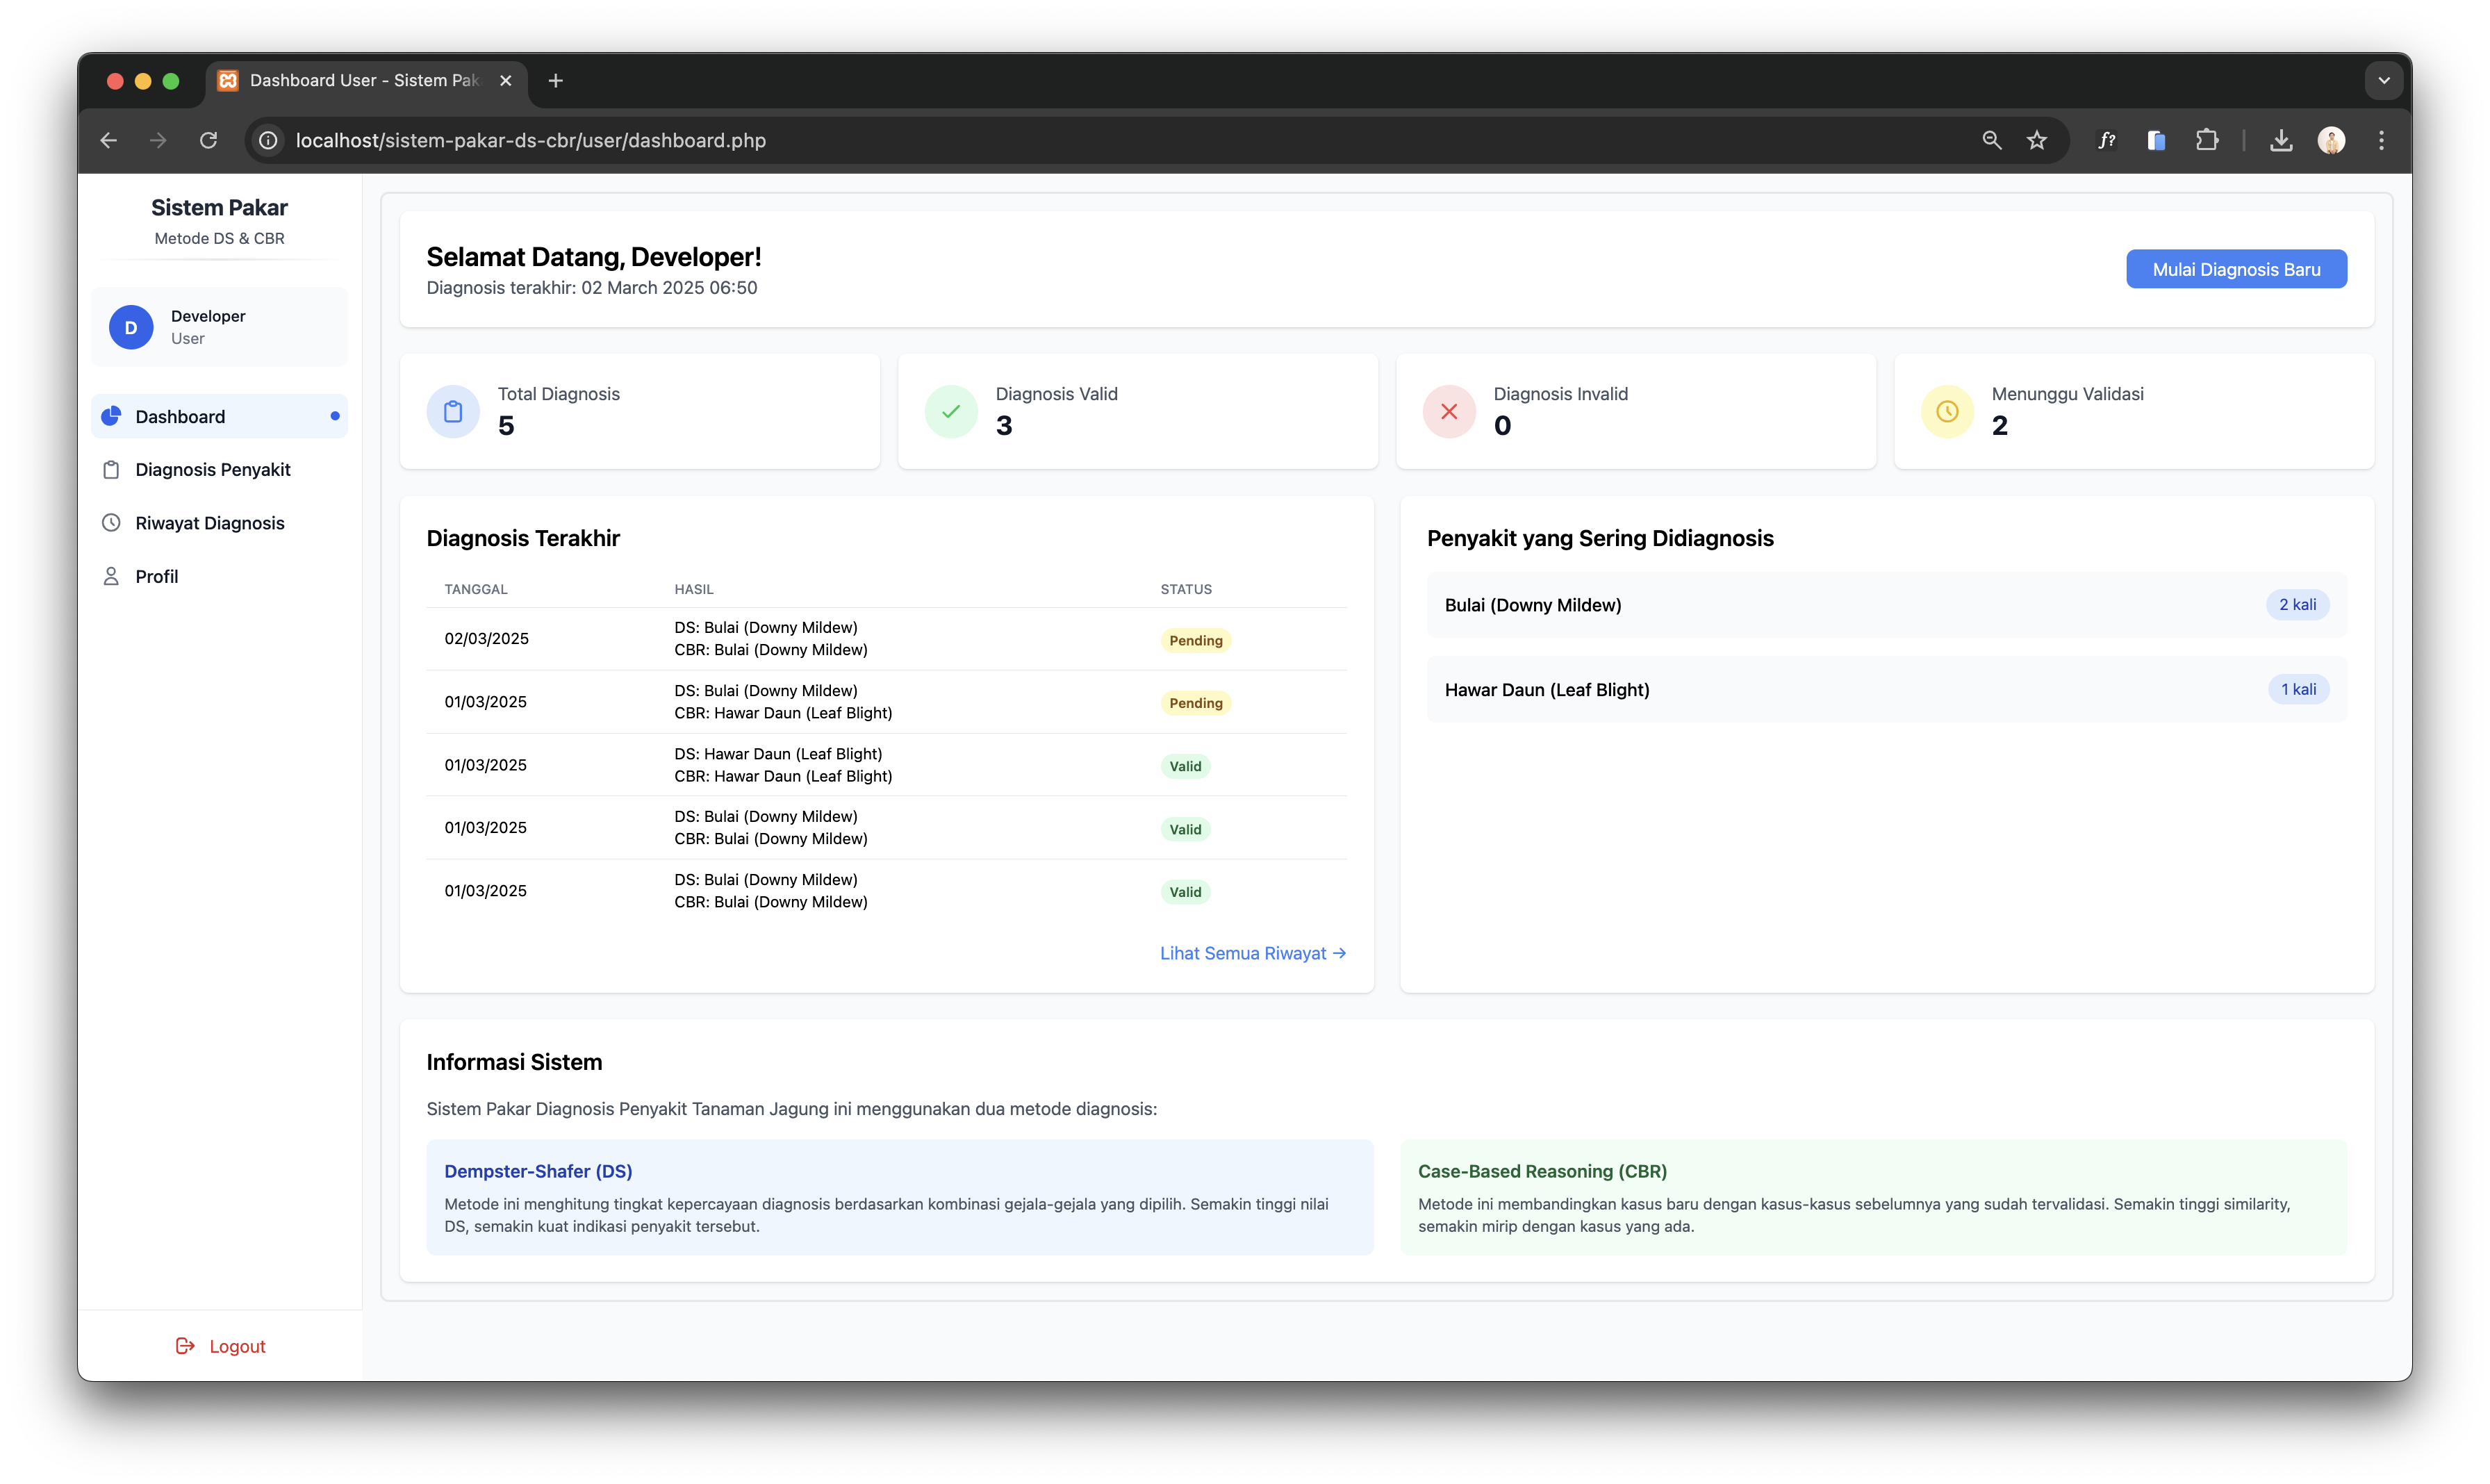 Dashboard User - Sistem Pak
localhost/sistem-pakar-ds-cbr/user/dashboard.php
f?
Sistem Pakar
Metode DS & CBR
D
Developer
User
Dashboard
Diagnosis Penyakit
Riwayat Diagnosis
Profil
Logout
Selamat Datang, Developer!
Diagnosis terakhir: 02 March 2025 06:50
Mulai Diagnosis Baru
Total Diagnosis
5
Diagnosis Valid
3
Diagnosis Invalid
0
Menunggu Validasi
2
Diagnosis Terakhir
TANGGAL HASIL STATUS
02/03/2025 DS: Bulai (Downy Mildew) Pending
CBR: Bulai (Downy Mildew)
01/03/2025 DS: Bulai (Downy Mildew) Pending
CBR: Hawar Daun (Leaf Blight)
01/03/2025 DS: Hawar Daun (Leaf Blight) Valid
CBR: Hawar Daun (Leaf Blight)
01/03/2025 DS: Bulai (Downy Mildew) Valid
CBR: Bulai (Downy Mildew)
01/03/2025 DS: Bulai (Downy Mildew) Valid
CBR: Bulai (Downy Mildew)
Lihat Semua Riwayat →
Penyakit yang Sering Didiagnosis
Bulai (Downy Mildew) 2 kali
Hawar Daun (Leaf Blight) 1 kali
Informasi Sistem
Sistem Pakar Diagnosis Penyakit Tanaman Jagung ini menggunakan dua metode diagnosis:
Dempster-Shafer (DS)
Metode ini menghitung tingkat kepercayaan diagnosis berdasarkan kombinasi gejala-gejala yang dipilih. Semakin tinggi nilai
DS, semakin kuat indikasi penyakit tersebut.
Case-Based Reasoning (CBR)
Metode ini membandingkan kasus baru dengan kasus-kasus sebelumnya yang sudah tervalidasi. Semakin tinggi similarity,
semakin mirip dengan kasus yang ada.